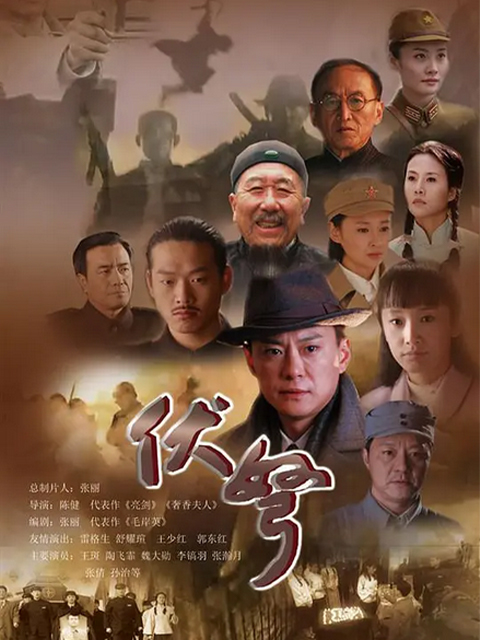 伏弩
总制片人：张丽
导演：陈健 代表作《亮剑》《奢香夫人》
编剧：张丽 代表作《毛岸英》
友情演出：雷格生 舒耀瑄 王少红 郭东红
主要演员：王斑 陶飞霏 魏大勋 李镐羽 张瀚月
张倩 孙治等